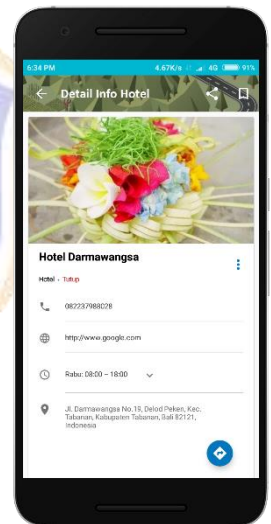 6:34 PM 4.67K/s 4G 91%
Detail Info Hotel
Hotel Darmawangsa
Hotel - Tutup
082237988028
http://www.google.com
Rabu: 08:00 – 18:00
Jl. Darmawangsa No.19, Delod Peken, Kec.
Tabanan, Kabupaten Tabanan, Bali 82121,
Indonesia